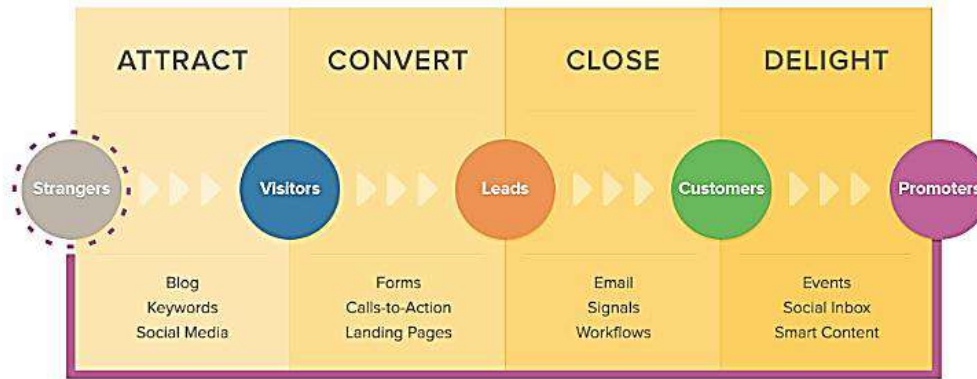 ATTRACT CONVERT CLOSE DELIGHT
Strangers Visitors Leads Customers Promoters
Blog Forms Email Events
Keywords Calls-to-Action Signals Social Inbox
Social Media Landing Pages Workflows Smart Content